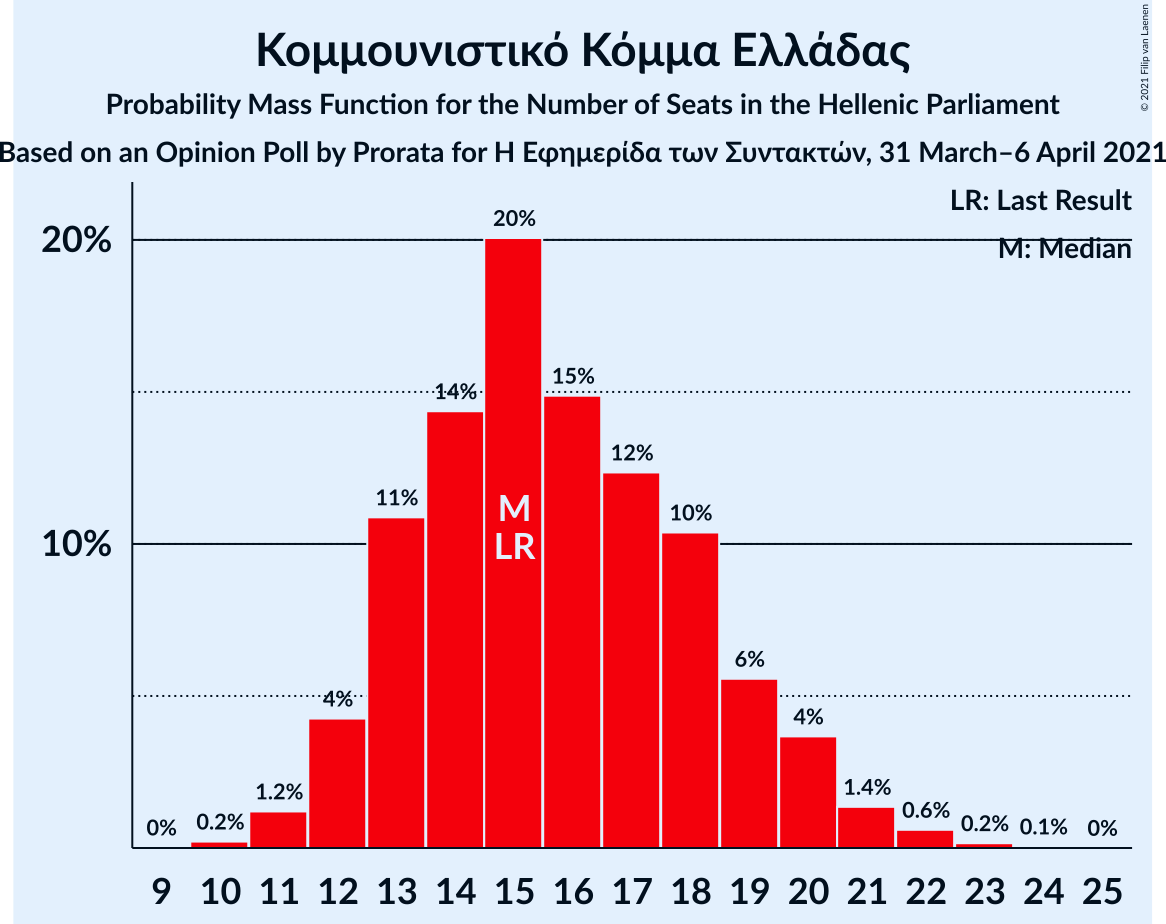 Κομμουνιστικό Κόμμα Ελλάδας
Probability Mass Function for the Number of Seats in the Hellenic Parliament
Based on an Opinion Poll by Prorata for Η Εφημερίδα των Συντακτών, 31 March–6 April 2021
© 2021 Filip van Laenen
LR: Last Result
M: Median
20%
10%
0%
0.2%
1.2%
4%
11%
14%
20%
15%
12%
10%
6%
4%
1.4%
0.6%
0.2%
0.1%
0%
M
LR
9 10 11 12 13 14 15 16 17 18 19 20 21 22 23 24 25